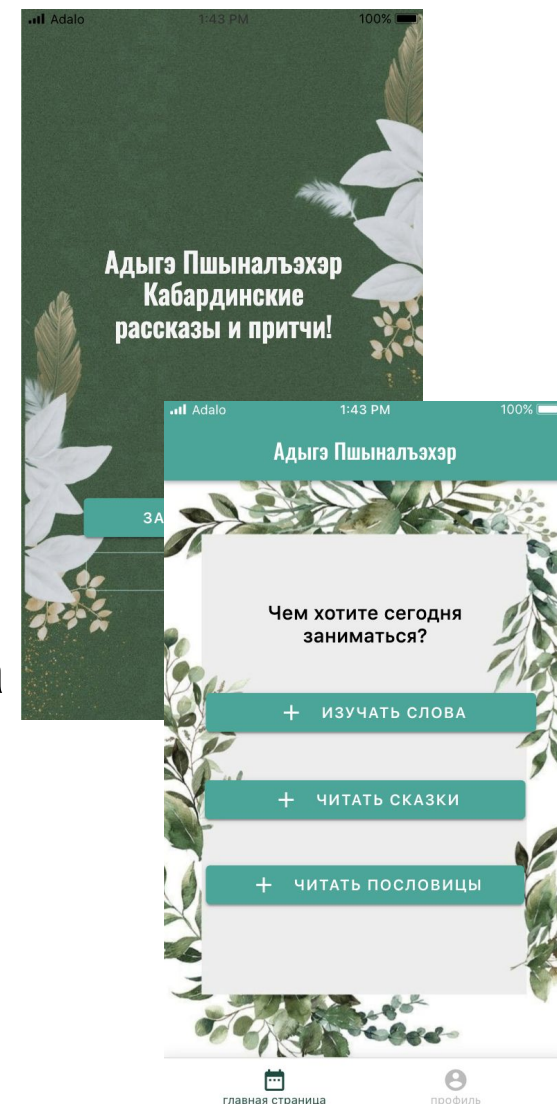 Adalo 1:43 PM 100%
Адыгэ Пшыналъэхэр
Кабардинские
рассказы и притчи!
ЗА
Adalo 1:43 PM 100%
Адыгэ Пшыналъэхэр
Чем хотите сегодня
заниматься?
+ ИЗУЧАТЬ СЛОВА
+ ЧИТАТЬ СКАЗКИ
+ ЧИТАТЬ ПОСЛОВИЦЫ
главная страница профиль